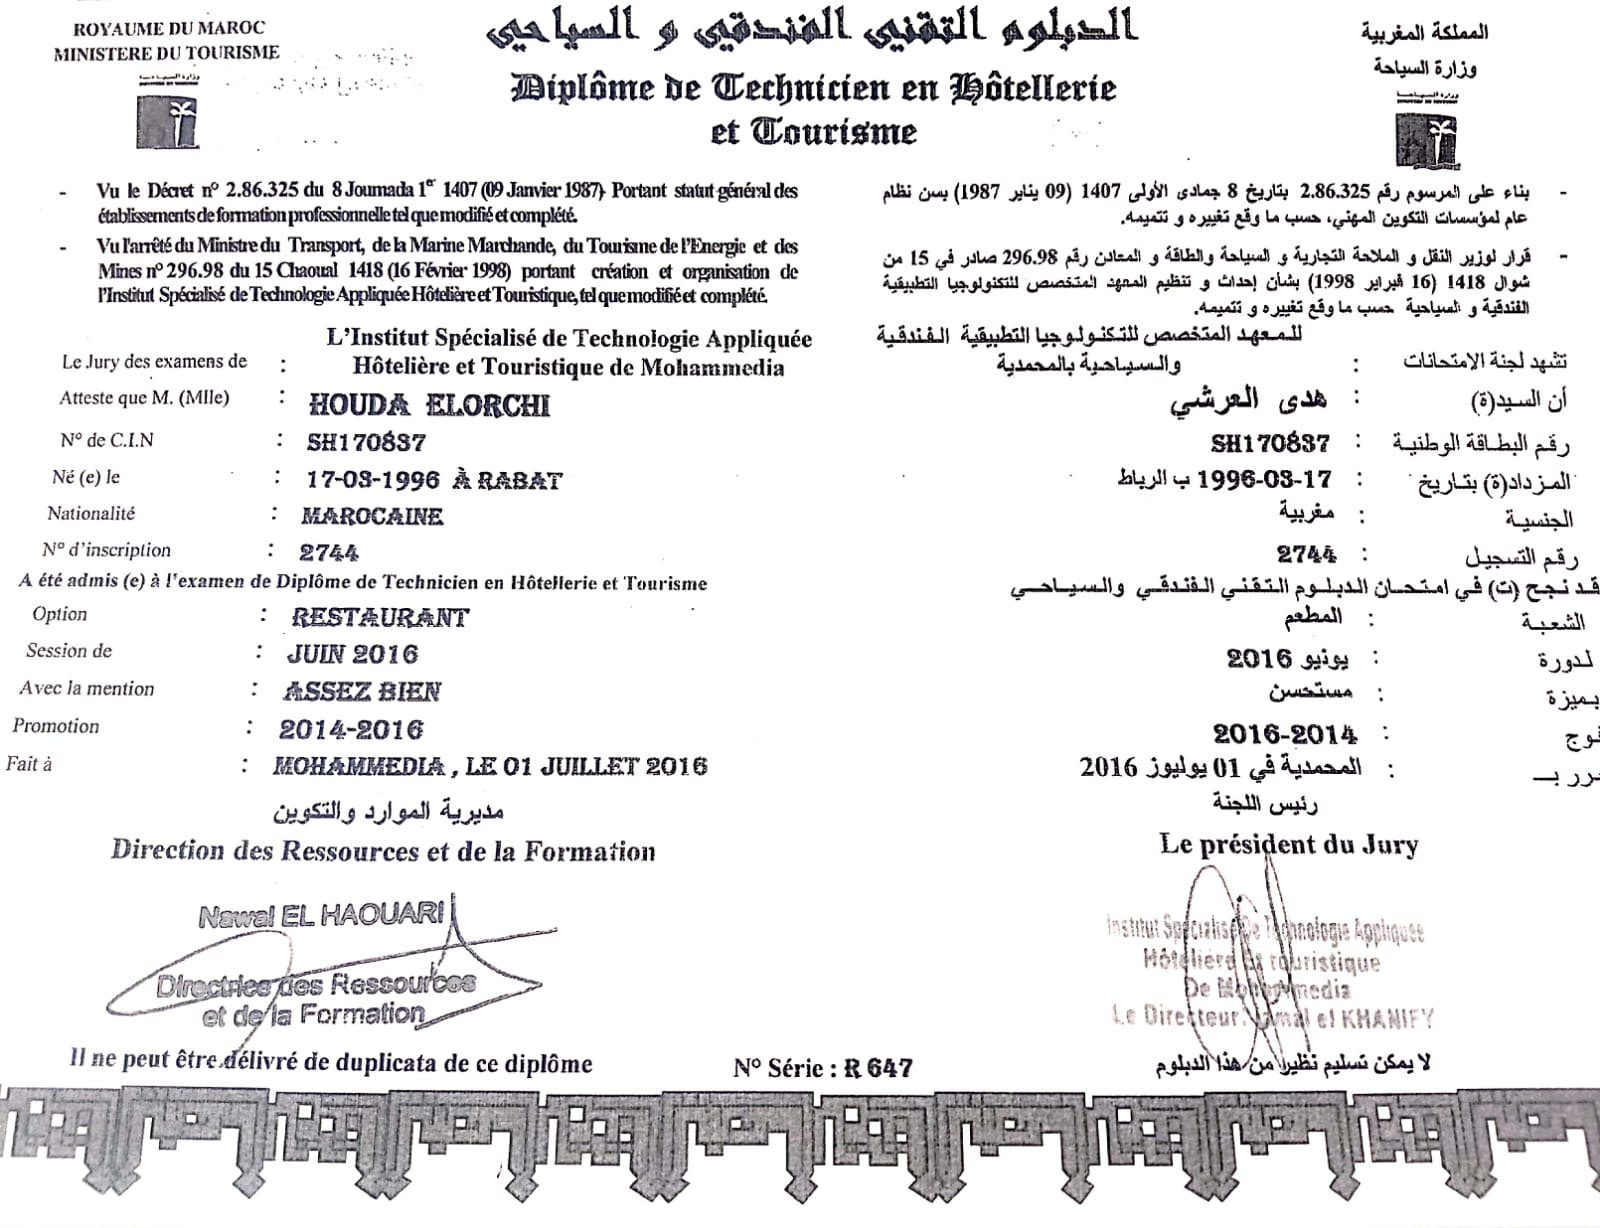 ROYAUME DU MAROC
MINISTERE DU TOURISME
الدبلوم التقني الفندقي و السياحي
Diplôme de Technicien en Hôtellerie
et Tourisme
المملكة المغربية
وزارة السياحة
- Vu le Décret nº 2.86.325 du 8 Joumada 1er 1407 (09 Janvier 1987) Portant statut général des
établissements de formation professionnelle tel que modifié et complété.
- Vu l'arrêté du Ministre du Transport, de la Marine Marchande, du Tourisme de l'Energie et des
Mines nº 296.98 du 15 Chaoual 1418 (16 Février 1998) portant création et organisation de
l'Institut Spécialisé de Technologie Appliquée Hôtelière et Touristique, tel que modifié et complété.
- بناء على المرسوم رقم 2.86.325 بتاريخ 8 جمادى الأولى 1407 (09 يناير 1987) بسن نظام
عام لمؤسسات التكوين المهني، حسب ما وقع تغييره و تتميمه.
- قرار لوزير النقل و الملاحة التجارية و السياحة والطاقة و المعادن رقم 296.98 صادر في 15 من
شوال 1418 (16 فبراير 1998) بشأن إحداث و تنظيم المعهد المتخصص للتكنولوجيا التطبيقية
الفندقية و السياحية حسب ما وقع تغييره و تتميمه.
L'Institut Spécialisé de Technologie Appliquée
Le Jury des examens de : Hôtelière et Touristique de Mohammedia
للمعهد المتخصص للتكنولوجيا التطبيقية الفندقية
تشهد لجنة الامتحانات : والسياحية بالمحمدية
Atteste que M. (Mlle) : HOUDA ELORCHI
أن السيد(ة) : هدى العرشي
Nº de C.I.N : SH170837
رقم البطاقة الوطنية : SH170837
Né (e) le : 17-03-1996 À RABAT
المزداد(ة) بتاريخ : 17-03-1996 ب الرباط
Nationalité : MAROCAINE
الجنسية : مغربية
Nº d'inscription : 2744
رقم التسجيل : 2744
A été admis (e) à l'examen de Diplôme de Technicien en Hôtellerie et Tourisme
قد نجح (ت) في امتحان الدبلوم التقني الفندقي والسياحي
Option : RESTAURANT
الشعبة : المطعم
Session de : JUIN 2016
لدورة : يونيو 2016
Avec la mention : ASSEZ BIEN
بميزة : مستحسن
Promotion : 2014-2016
فوج : 2014-2016
Fait à : MOHAMMEDIA , LE 01 JUILLET 2016
حرر بـ : المحمدية في 01 يوليوز 2016
مديرية الموارد والتكوين
Direction des Ressources et de la Formation
رئيس اللجنة
Le président du Jury
Nawal EL HAOUARI
Directrice des Ressources
et de la Formation
Institut Spécialisé De Technologie Appliquée
Hôtelière Et touristique
De Mohammedia
Le Directeur: Jamal el KHANIFY
Il ne peut être délivré de duplicata de ce diplôme
Nº Série : R 647
لا يمكن تسليم نظير من هذا الدبلوم